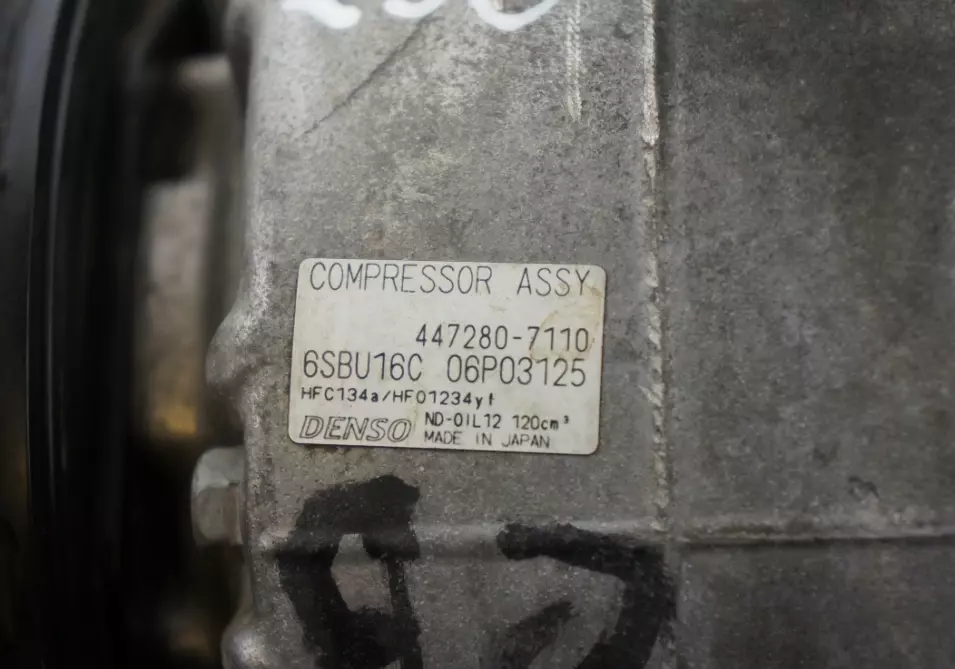 COMPRESSOR ASSY
447280-7110
6SBU16C 06P03125
HFC134a/HFO1234yf
ND-OIL12 120cm³
DENSO MADE IN JAPAN